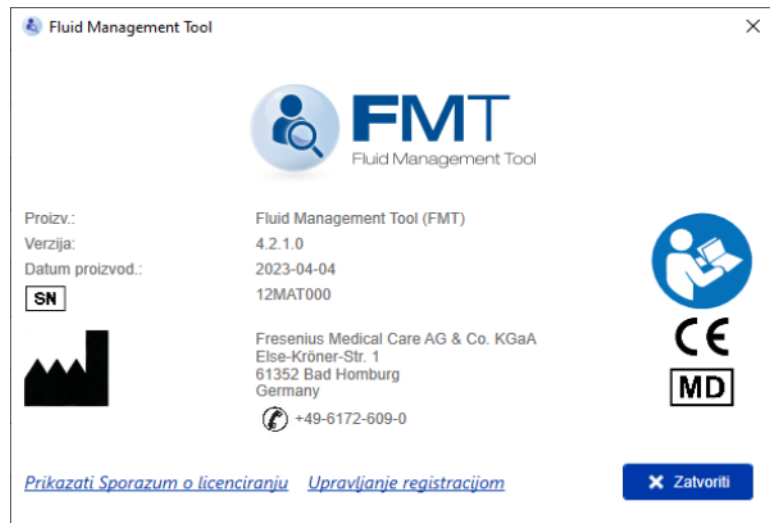 Fluid Management Tool
FMT
Fluid Management Tool
Proizv.: Fluid Management Tool (FMT)
Verzija: 4.2.1.0
Datum proizvod.: 2023-04-04
SN 12MAT000
Fresenius Medical Care AG & Co. KGaA
Else-Kröner-Str. 1
61352 Bad Homburg
Germany
+49-6172-609-0
CE
MD
Prikazati Sporazum o licenciranju Upravljanje registracijom
Zatvoriti